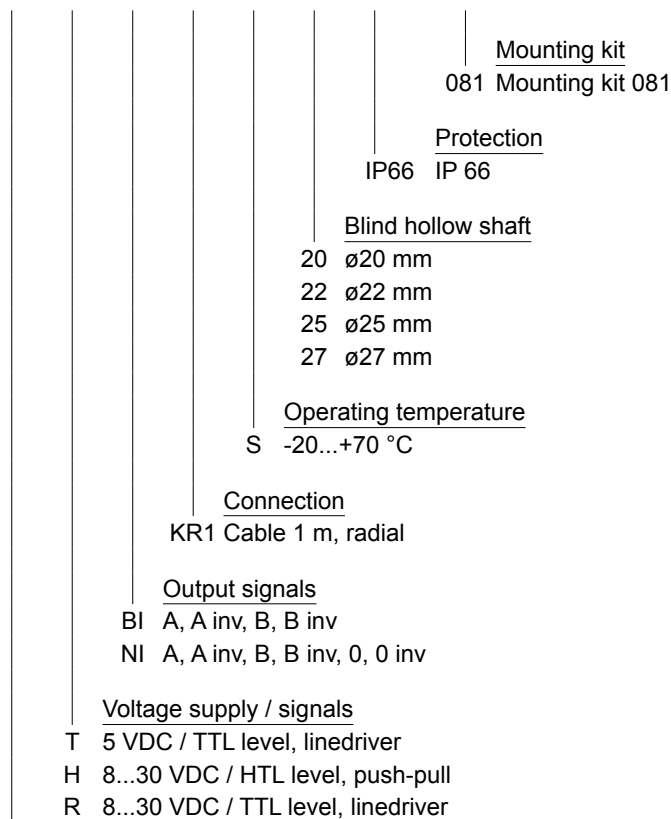 Mounting kit
081 Mounting kit 081
Protection
IP66 IP 66
Blind hollow shaft
20 ø20 mm
22 ø22 mm
25 ø25 mm
27 ø27 mm
Operating temperature
S -20...+70 °C
Connection
KR1 Cable 1 m, radial
Output signals
BI A, A inv, B, B inv
NI A, A inv, B, B inv, 0, 0 inv
Voltage supply / signals
T 5 VDC / TTL level, linedriver
H 8...30 VDC / HTL level, push-pull
R 8...30 VDC / TTL level, linedriver